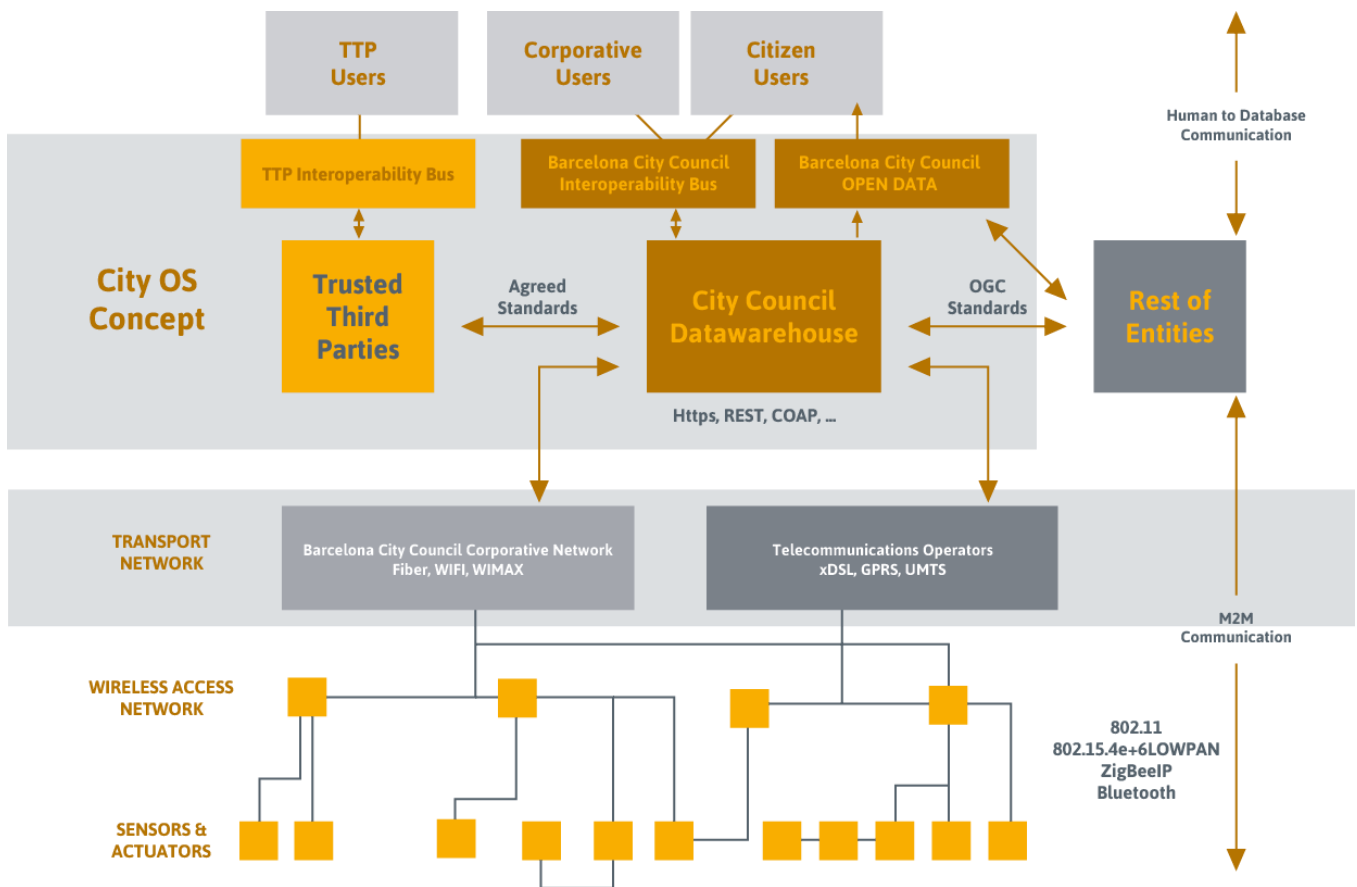 TTP
Users
Corporative
Users
Citizen
Users
Human to Database
Communication
TTP Interoperability Bus
Barcelona City Council
Interoperability Bus
Barcelona City Council
OPEN DATA
City OS
Concept
Trusted
Third
Parties
Agreed
Standards
City Council
Datawarehouse
OGC
Standards
Rest of
Entities
Https, REST, COAP, ...
TRANSPORT
NETWORK
Barcelona City Council Corporative Network
Fiber, WIFI, WIMAX
Telecommunications Operators
xDSL, GPRS, UMTS
M2M
Communication
WIRELESS ACCESS
NETWORK
802.11
802.15.4e+6LOWPAN
ZigBeeIP
Bluetooth
SENSORS &
ACTUATORS